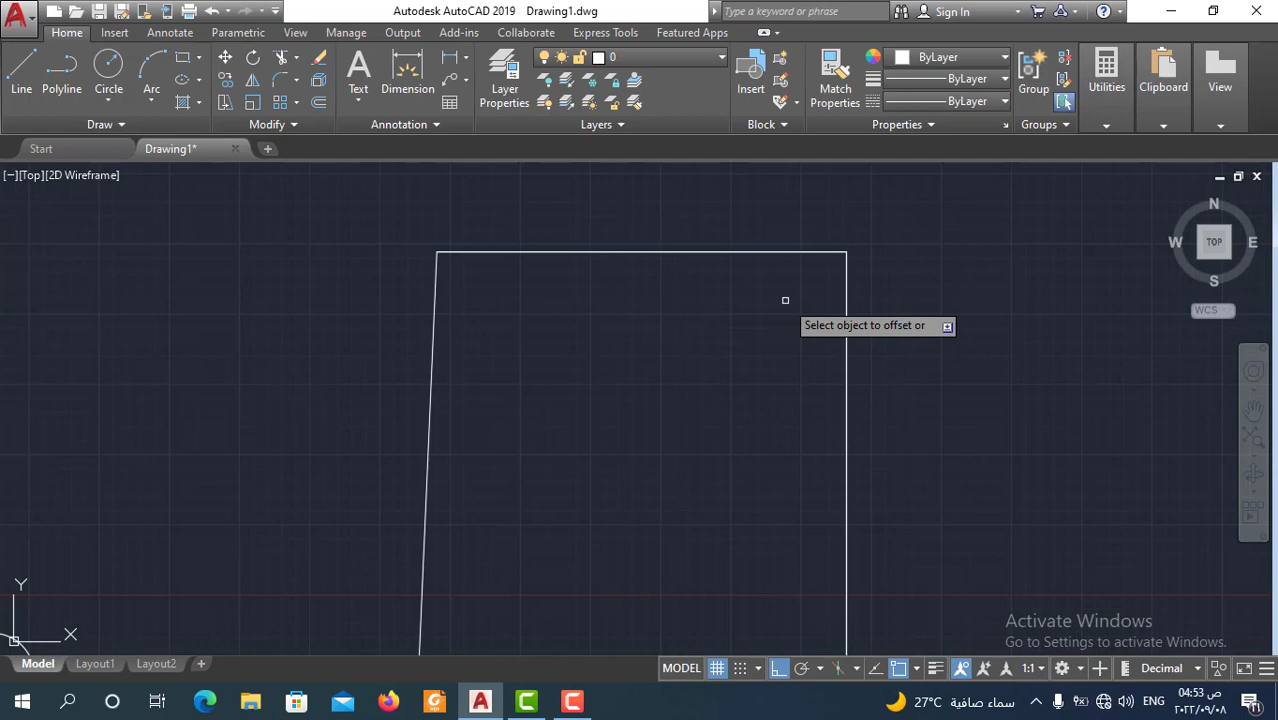 Autodesk AutoCAD 2019 Drawing1.dwg
Type a keyword or phrase
Sign In
Home Insert Annotate Parametric View Manage Output Add-ins Collaborate Express Tools Featured Apps
Line Polyline Circle Arc
Text Dimension
Layer Properties
0
Insert
Match Properties
ByLayer
ByLayer
ByLayer
Group
Utilities
Clipboard
View
Draw Modify Annotation Layers Block Properties Groups
Start Drawing1*
[−][Top][2D Wireframe]
N
W TOP E
S
WCS
Select object to offset or
Y
X
Activate Windows
Go to Settings to activate Windows.
Model Layout1 Layout2
MODEL 1:1 Decimal
27°C سماء صافية
ENG
04:53 ص
٢٠٢٢/٠٩/٠٨